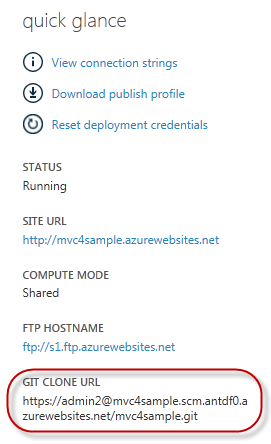 quick glance
View connection strings
Download publish profile
Reset deployment credentials
STATUS
Running
SITE URL
http://mvc4sample.azurewebsites.net
COMPUTE MODE
Shared
FTP HOSTNAME
ftp://s1.ftp.azurewebsites.net
GIT CLONE URL
https://admin2@mvc4sample.scm.antdf0.a
zurewebsites.net/mvc4sample.git